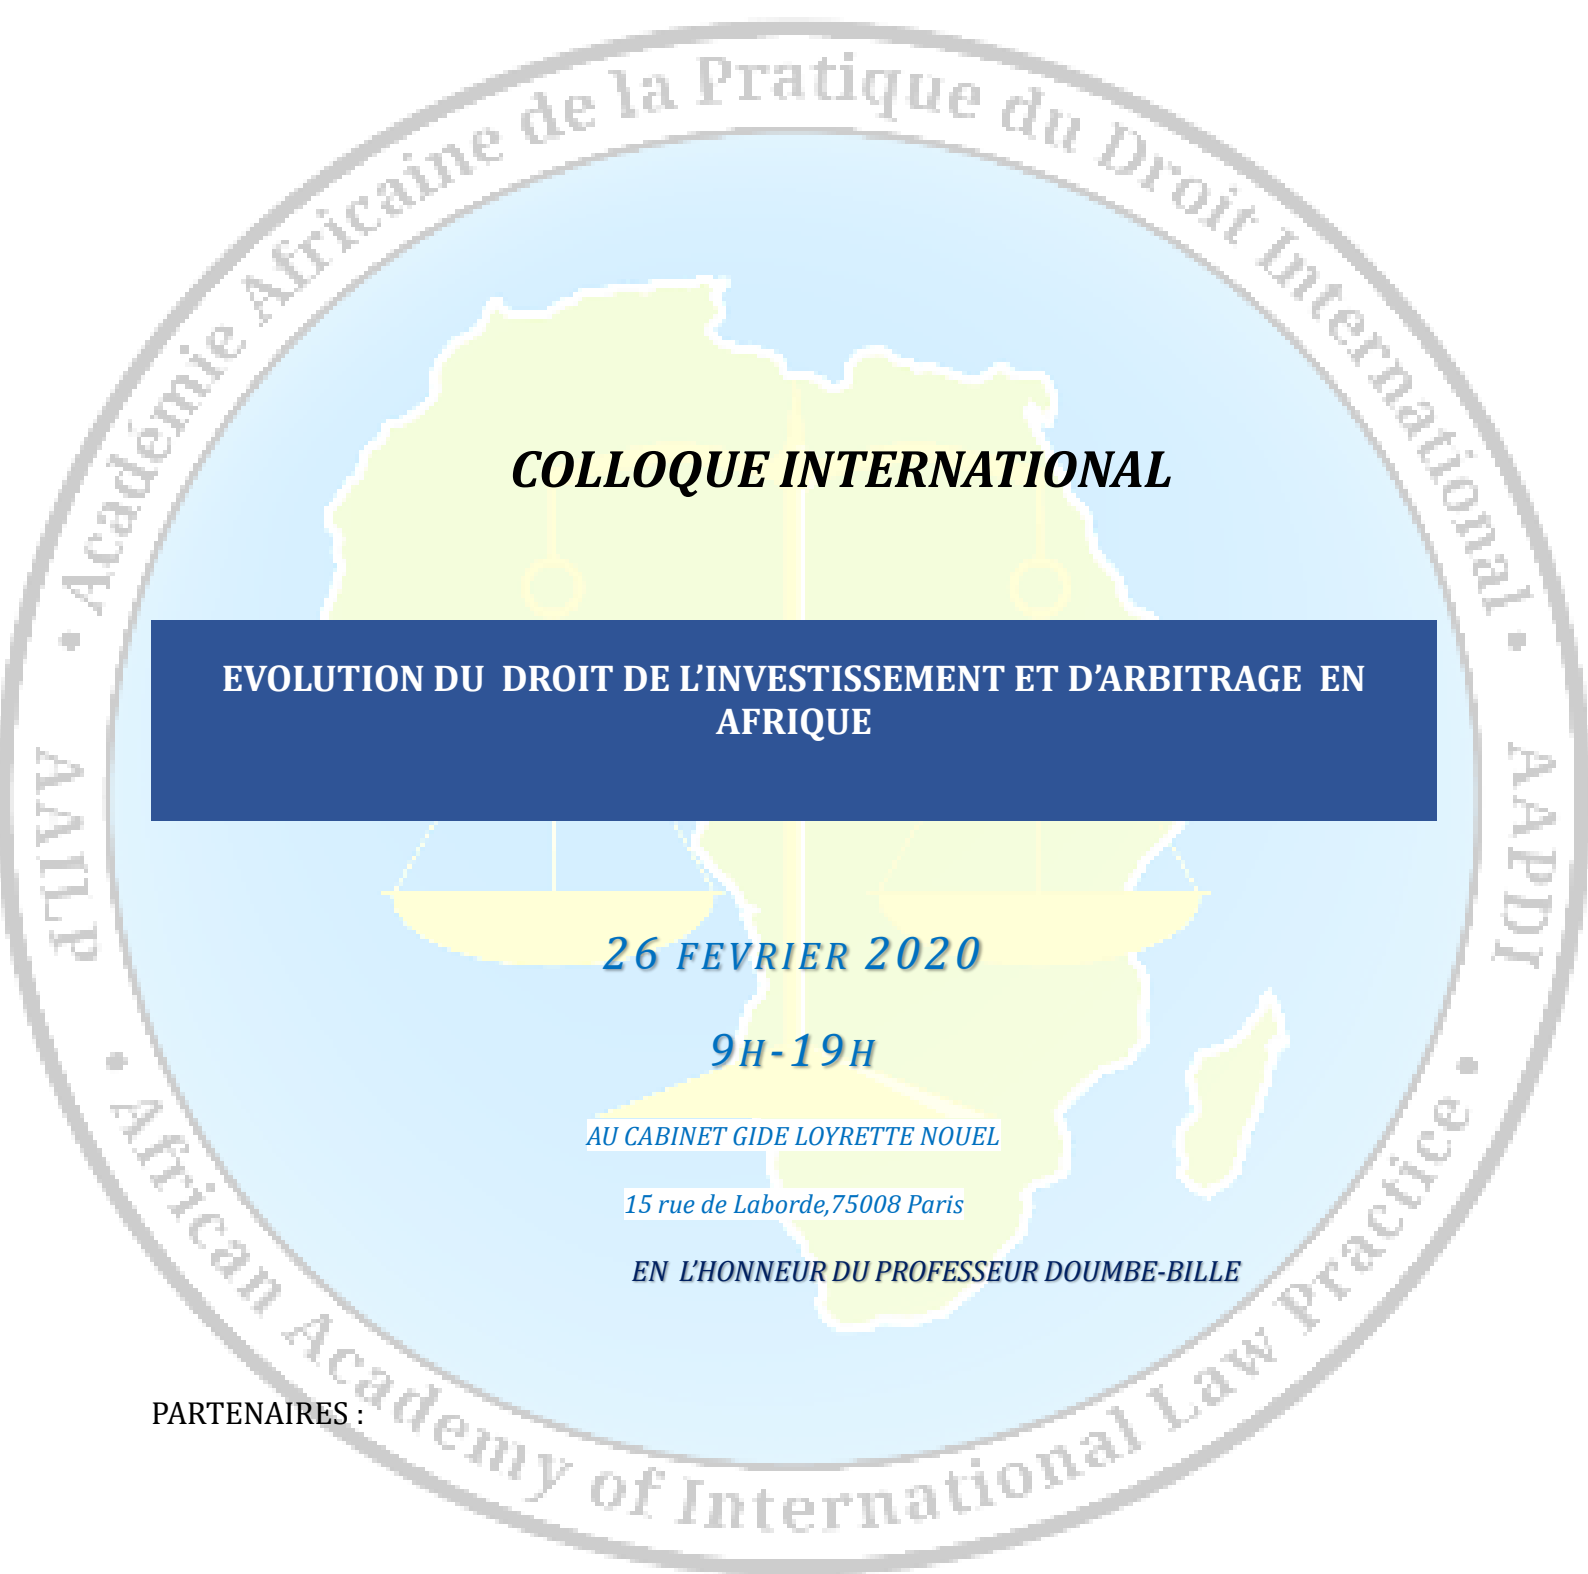 • Académie Africaine de la Pratique du Droit International •
COLLOQUE INTERNATIONAL
EVOLUTION DU DROIT DE L’INVESTISSEMENT ET D’ARBITRAGE EN
AFRIQUE
AAILP
AAPDI
26 FEVRIER 2020
9H-19H
AU CABINET GIDE LOYRETTE NOUEL
15 rue de Laborde,75008 Paris
EN L’HONNEUR DU PROFESSEUR DOUMBE-BILLE
PARTENAIRES :
• African Academy of International Law Practice •